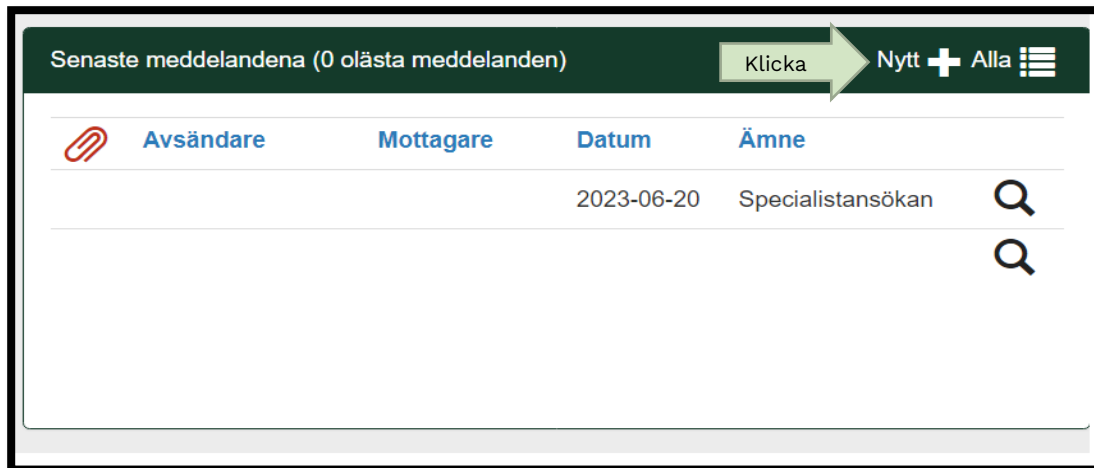 Senaste meddelandena (0 olästa meddelanden) Klicka Nytt Alla
Avsändare Mottagare Datum Ämne
2023-06-20 Specialistansökan